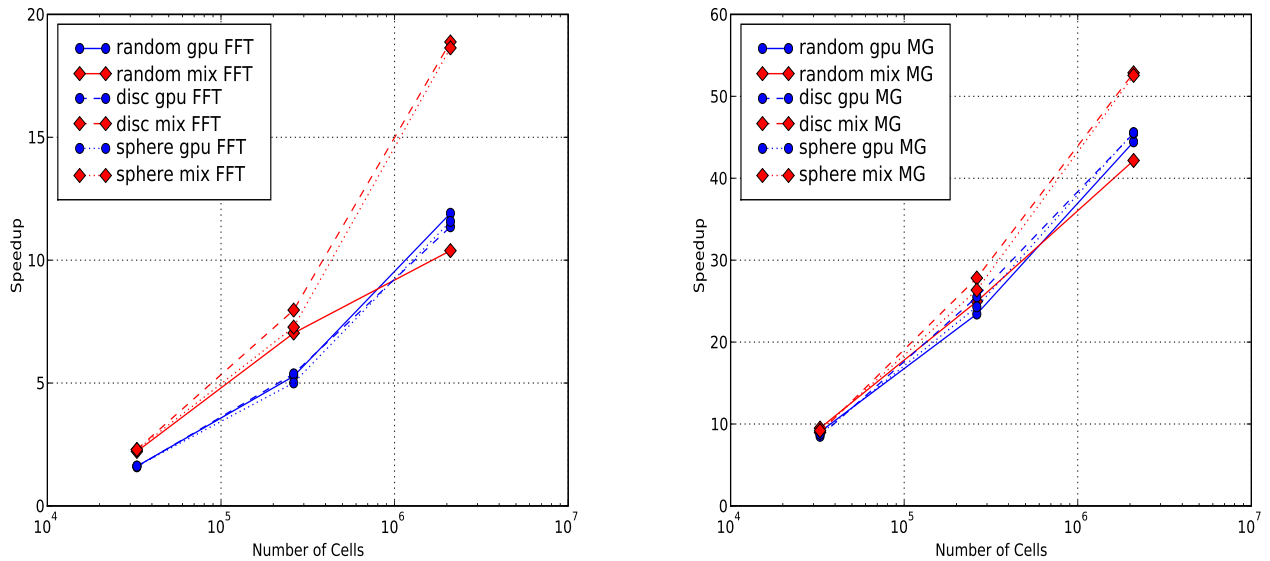 20
15
10
5
0
Speedup
random gpu FFT
random mix FFT
disc gpu FFT
disc mix FFT
sphere gpu FFT
sphere mix FFT
10^4 10^5 10^6 10^7
Number of Cells
60
50
40
30
20
10
0
Speedup
random gpu MG
random mix MG
disc gpu MG
disc mix MG
sphere gpu MG
sphere mix MG
10^4 10^5 10^6 10^7
Number of Cells